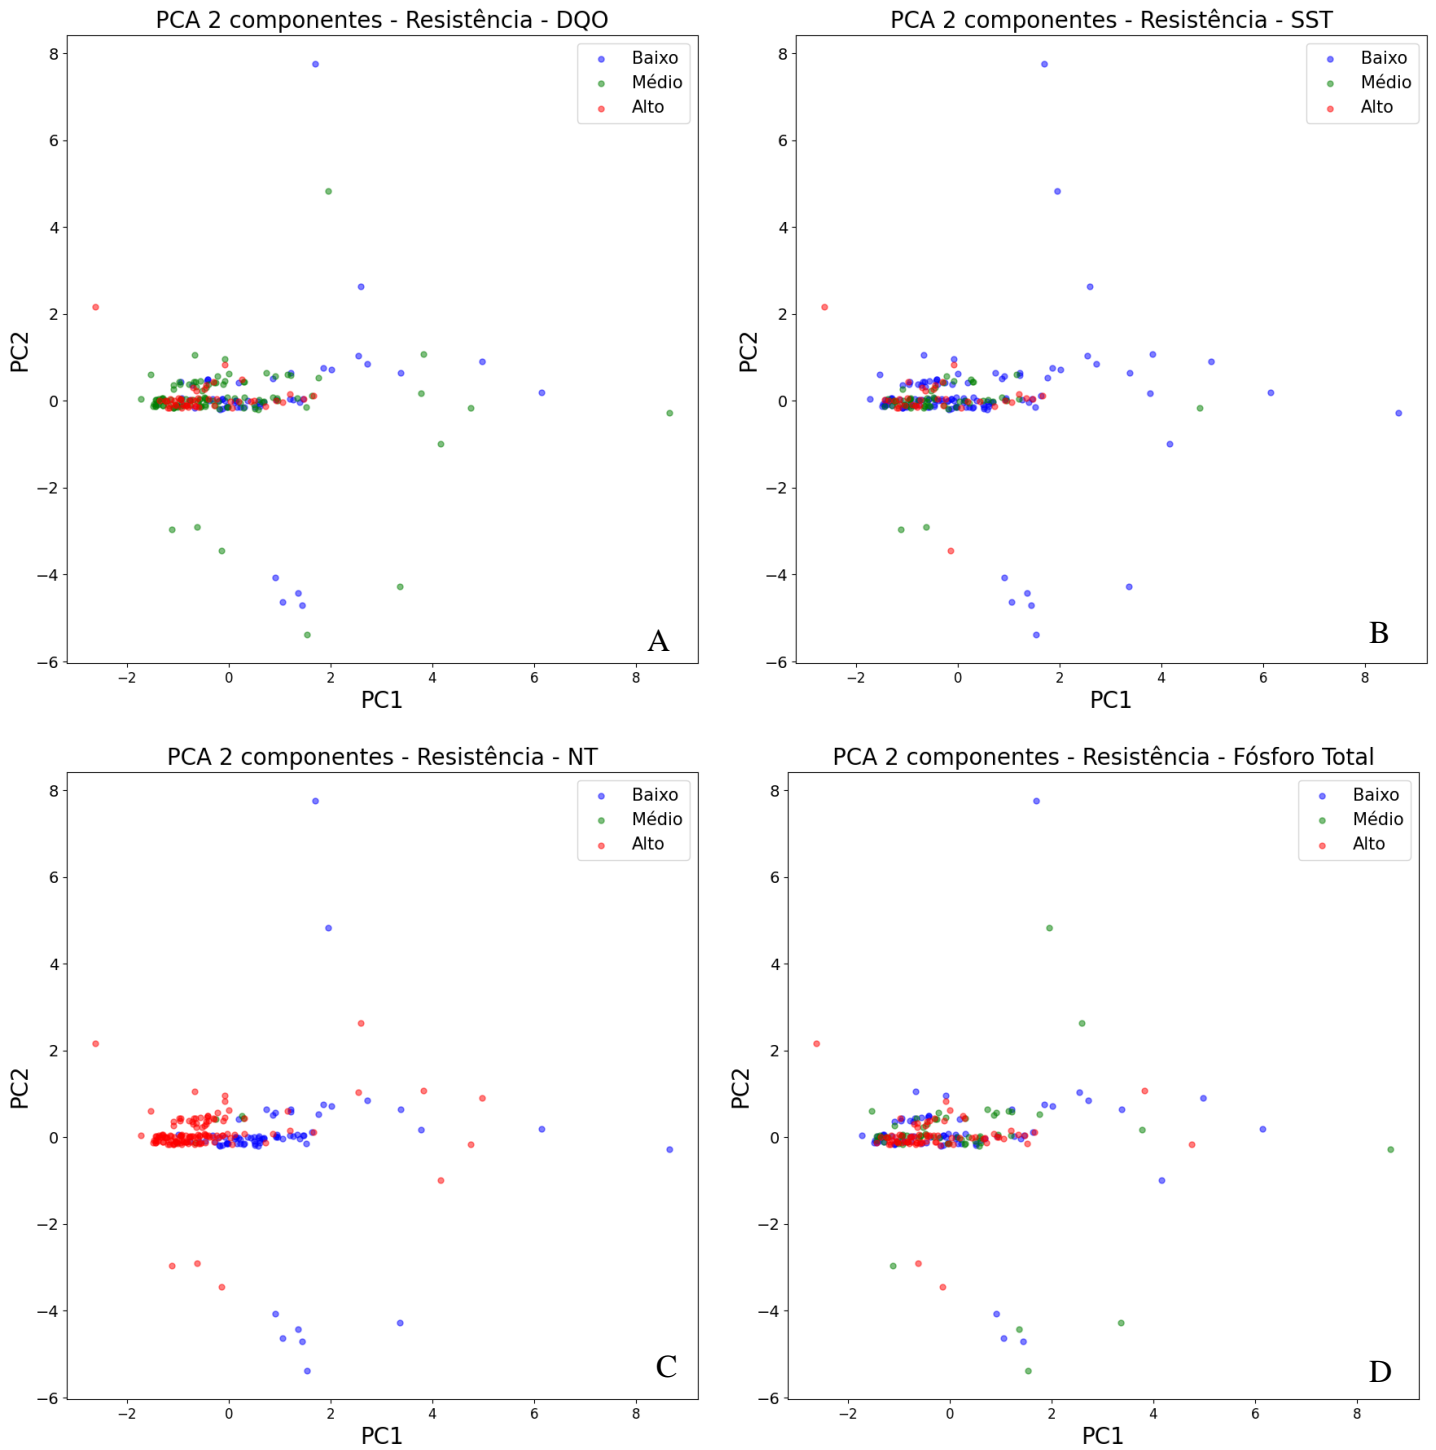 PCA 2 componentes - Resistência - DQO
Baixo
Médio
Alto
8
6
4
2
0
−2
−4
−6
PC2
−2 0 2 4 6 8
PC1
A
PCA 2 componentes - Resistência - SST
Baixo
Médio
Alto
8
6
4
2
0
−2
−4
−6
PC2
−2 0 2 4 6 8
PC1
B
PCA 2 componentes - Resistência - NT
Baixo
Médio
Alto
8
6
4
2
0
−2
−4
−6
PC2
−2 0 2 4 6 8
PC1
C
PCA 2 componentes - Resistência - Fósforo Total
Baixo
Médio
Alto
8
6
4
2
0
−2
−4
−6
PC2
−2 0 2 4 6 8
PC1
D